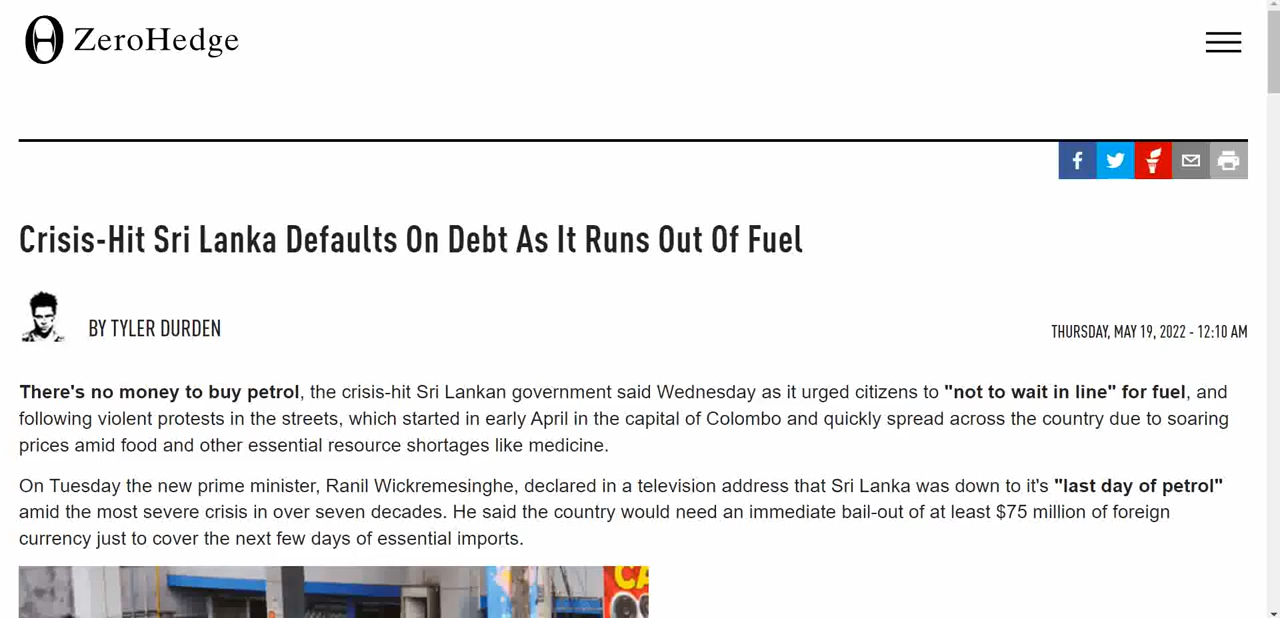 ZeroHedge
Crisis-Hit Sri Lanka Defaults On Debt As It Runs Out Of Fuel
BY TYLER DURDEN
THURSDAY, MAY 19, 2022 - 12:10 AM
There's no money to buy petrol, the crisis-hit Sri Lankan government said Wednesday as it urged citizens to "not to wait in line" for fuel, and
following violent protests in the streets, which started in early April in the capital of Colombo and quickly spread across the country due to soaring
prices amid food and other essential resource shortages like medicine.
On Tuesday the new prime minister, Ranil Wickremesinghe, declared in a television address that Sri Lanka was down to it's "last day of petrol"
amid the most severe crisis in over seven decades. He said the country would need an immediate bail-out of at least $75 million of foreign
currency just to cover the next few days of essential imports.